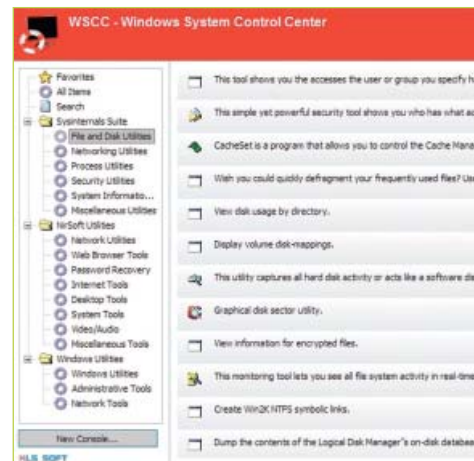 WSCC - Windows System Control Center
Favorites
All Items
Search
Sysinternals Suite
File and Disk Utilities
Networking Utilities
Process Utilities
Security Utilities
System Informatio...
Miscellaneous Utilities
NirSoft Utilities
Network Utilities
Web Browser Tools
Password Recovery
Internet Tools
Desktop Tools
System Tools
Video/Audio
Miscellaneous Tools
Windows Utilities
Windows Utilities
Administrative Tools
Network Tools
New Console...
KLS SOFT
This tool shows you the accesses the user or group you specify h
This simple yet powerful security tool shows you who has what ac
CacheSet is a program that allows you to control the Cache Mana
Wish you could quickly defragment your frequently used files? Us
View disk usage by directory.
Display volume disk-mappings.
This utility captures all hard disk activity or acts like a software dis
Graphical disk sector utility.
View information for encrypted files.
This monitoring tool lets you see all file system activity in real-time
Create Win2K NTFS symbolic links.
Dump the contents of the Logical Disk Manager's on-disk database